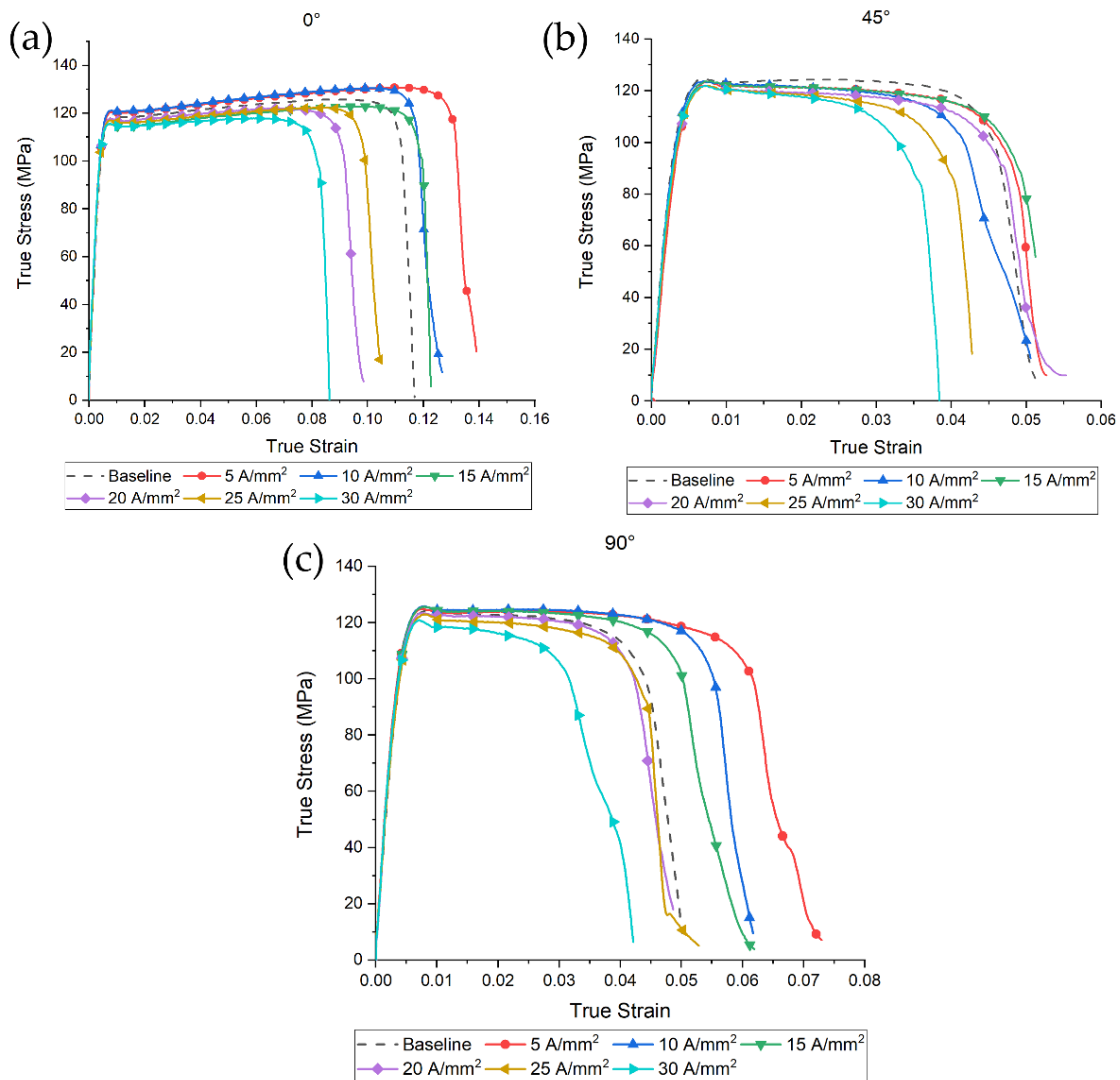 (a)
0°
True Stress (MPa)
140
120
100
80
60
40
20
0
0.00 0.02 0.04 0.06 0.08 0.10 0.12 0.14 0.16
True Strain
Baseline 5 A/mm² 10 A/mm² 15 A/mm²
20 A/mm² 25 A/mm² 30 A/mm²
(b)
45°
True Stress (MPa)
140
120
100
80
60
40
20
0
0.00 0.01 0.02 0.03 0.04 0.05 0.06
True Strain
Baseline 5 A/mm² 10 A/mm² 15 A/mm²
20 A/mm² 25 A/mm² 30 A/mm²
(c)
90°
True Stress (MPa)
140
120
100
80
60
40
20
0
0.00 0.01 0.02 0.03 0.04 0.05 0.06 0.07 0.08
True Strain
Baseline 5 A/mm² 10 A/mm² 15 A/mm²
20 A/mm² 25 A/mm² 30 A/mm²